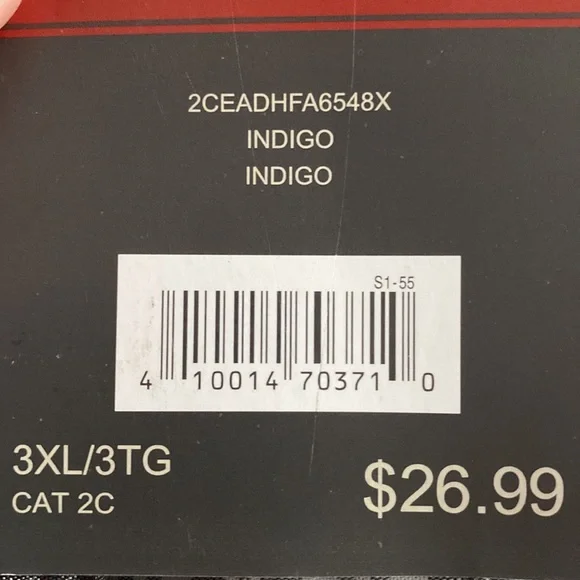 2CEADHFA6548X
INDIGO
INDIGO
S1-55
4 10014 70371 0
3XL/3TG
CAT 2C
$26.99